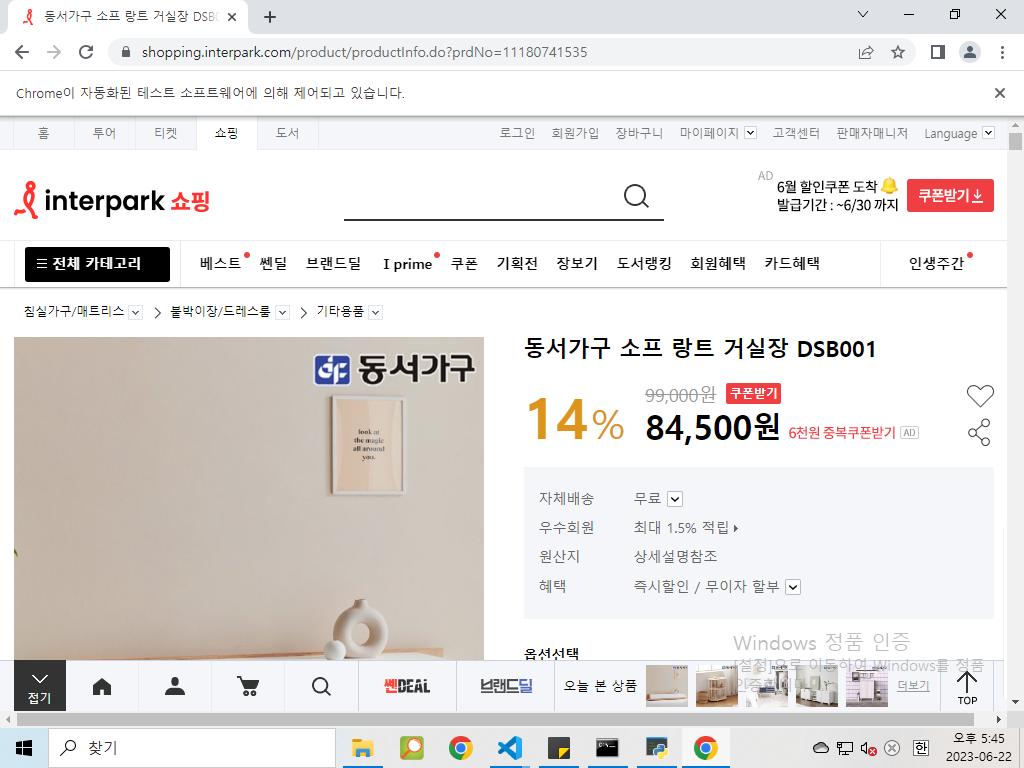 동서가구 소프 랑트 거실장 DSB0
shopping.interpark.com/product/productInfo.do?prdNo=11180741535
Chrome이 자동화된 테스트 소프트웨어에 의해 제어되고 있습니다.
홈 투어 티켓 쇼핑 도서 로그인 회원가입 장바구니 마이페이지 고객센터 판매자매니저 Language
interpark 쇼핑
AD
6월 할인쿠폰 도착
발급기간 : ~6/30 까지
쿠폰받기
전체 카테고리 베스트 쎈딜 브랜드딜 I prime 쿠폰 기획전 장보기 도서랭킹 회원혜택 카드혜택 인생주간
침실가구/매트리스 붙박이장/드레스룸 기타용품
동서가구
look at
the magic
all around
you.
동서가구 소프 랑트 거실장 DSB001
14%
99,000원 쿠폰받기
84,500원 6천원 중복쿠폰받기 AD
자체배송 무료
우수회원 최대 1.5% 적립
원산지 상세설명참조
혜택 즉시할인 / 무이자 할부
옵션선택
Windows 정품 인증
[설정]으로 이동하여 Windows를 정품
접기
쎈DEAL
브랜드딜
오늘 본 상품
더보기
TOP
찾기
한
오후 5:45
2023-06-22